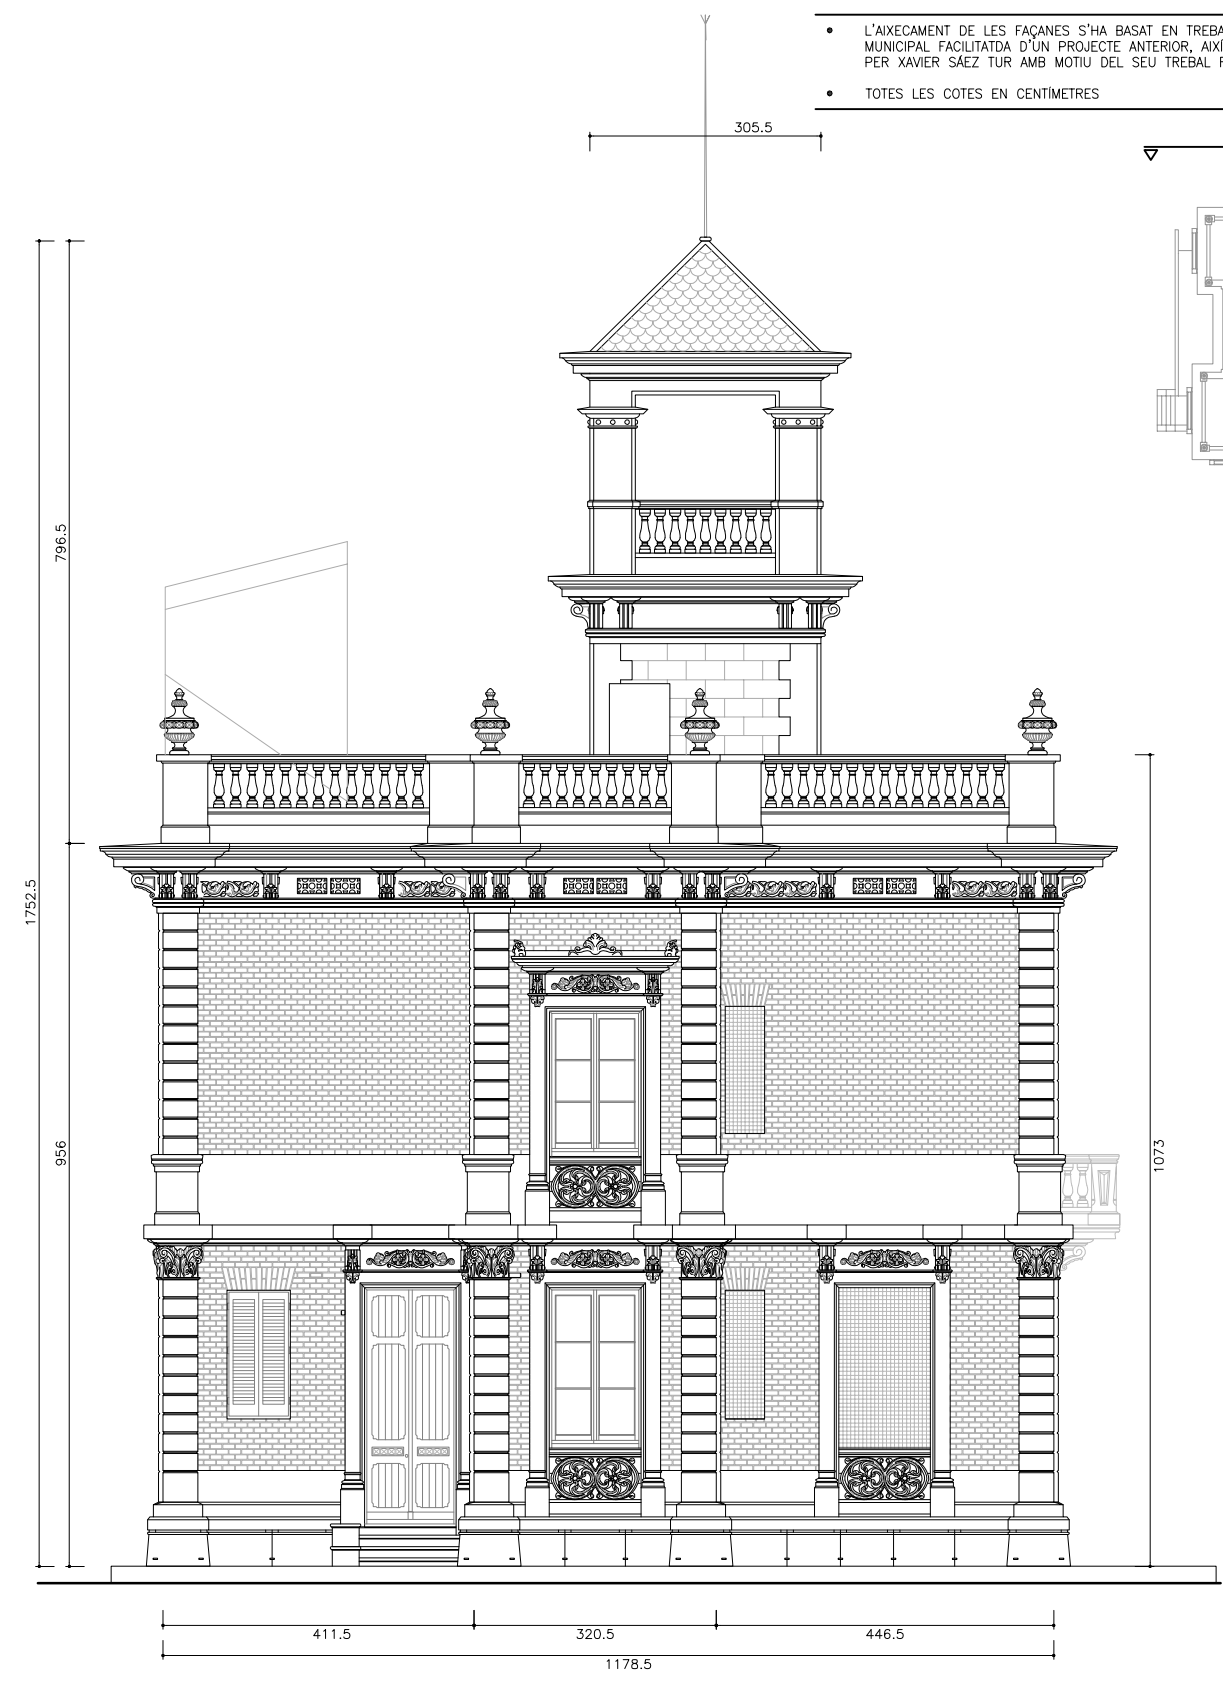 • L'AIXECAMENT DE LES FAÇANES S'HA BASAT EN TREBA
MUNICIPAL FACILITATDA D'UN PROJECTE ANTERIOR, AIXÍ
PER XAVIER SÁEZ TUR AMB MOTIU DEL SEU TREBAL F
• TOTES LES COTES EN CENTÍMETRES
305.5
796.5
1752.5
956
1073
411.5
320.5
446.5
1178.5